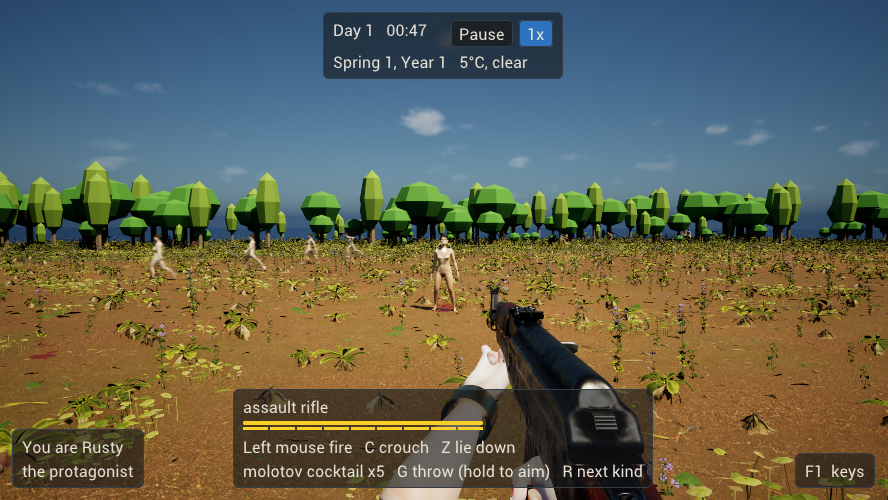 Day 1 00:47 Pause 1x
Spring 1, Year 1 5°C, clear
assault rifle
Left mouse fire C crouch Z lie down
molotov cocktail x5 G throw (hold to aim) R next kind
You are Rusty
the protagonist
F1 keys